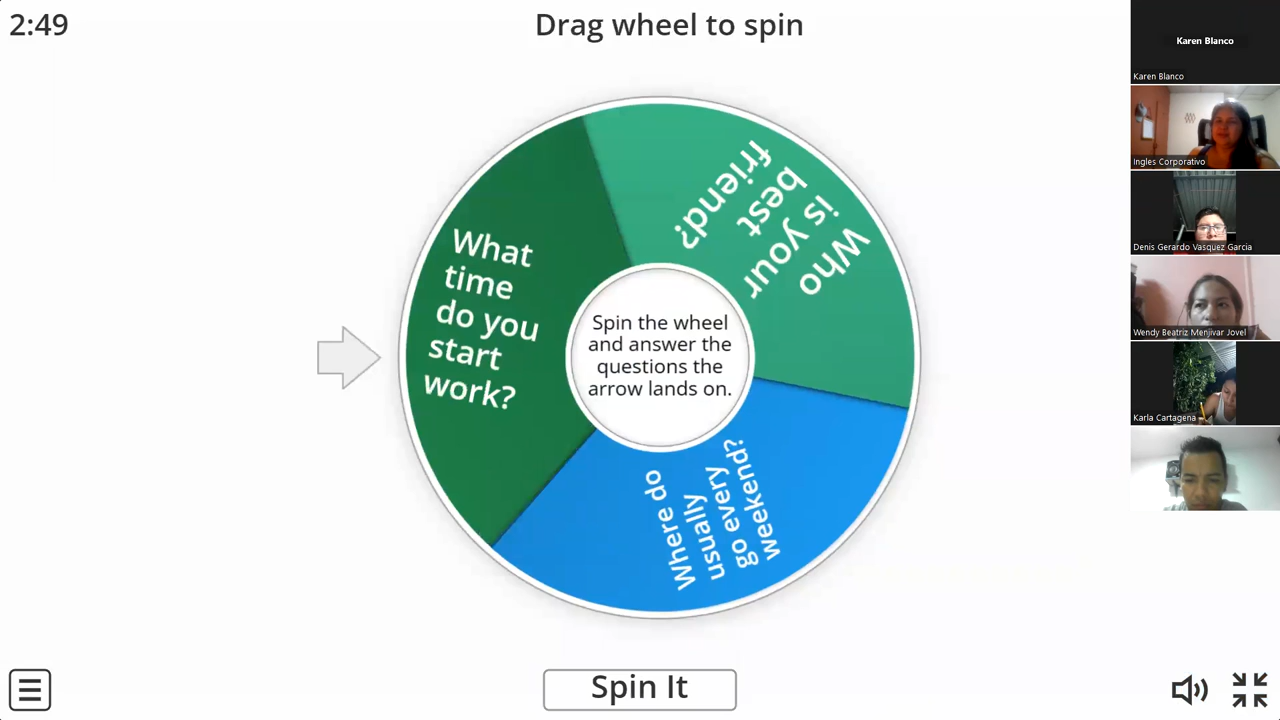 2:49
Drag wheel to spin
What
time
do you
start
work?
Who
is your
best
friend?
Where do
usually
go every
weekend?
Spin the wheel
and answer the
questions the
arrow lands on.
Spin It
Karen Blanco
Karen Blanco
Ingles Corporativo
Denis Gerardo Vasquez Garcia
Wendy Beatriz Menjivar Jovel
Karla Cartagena